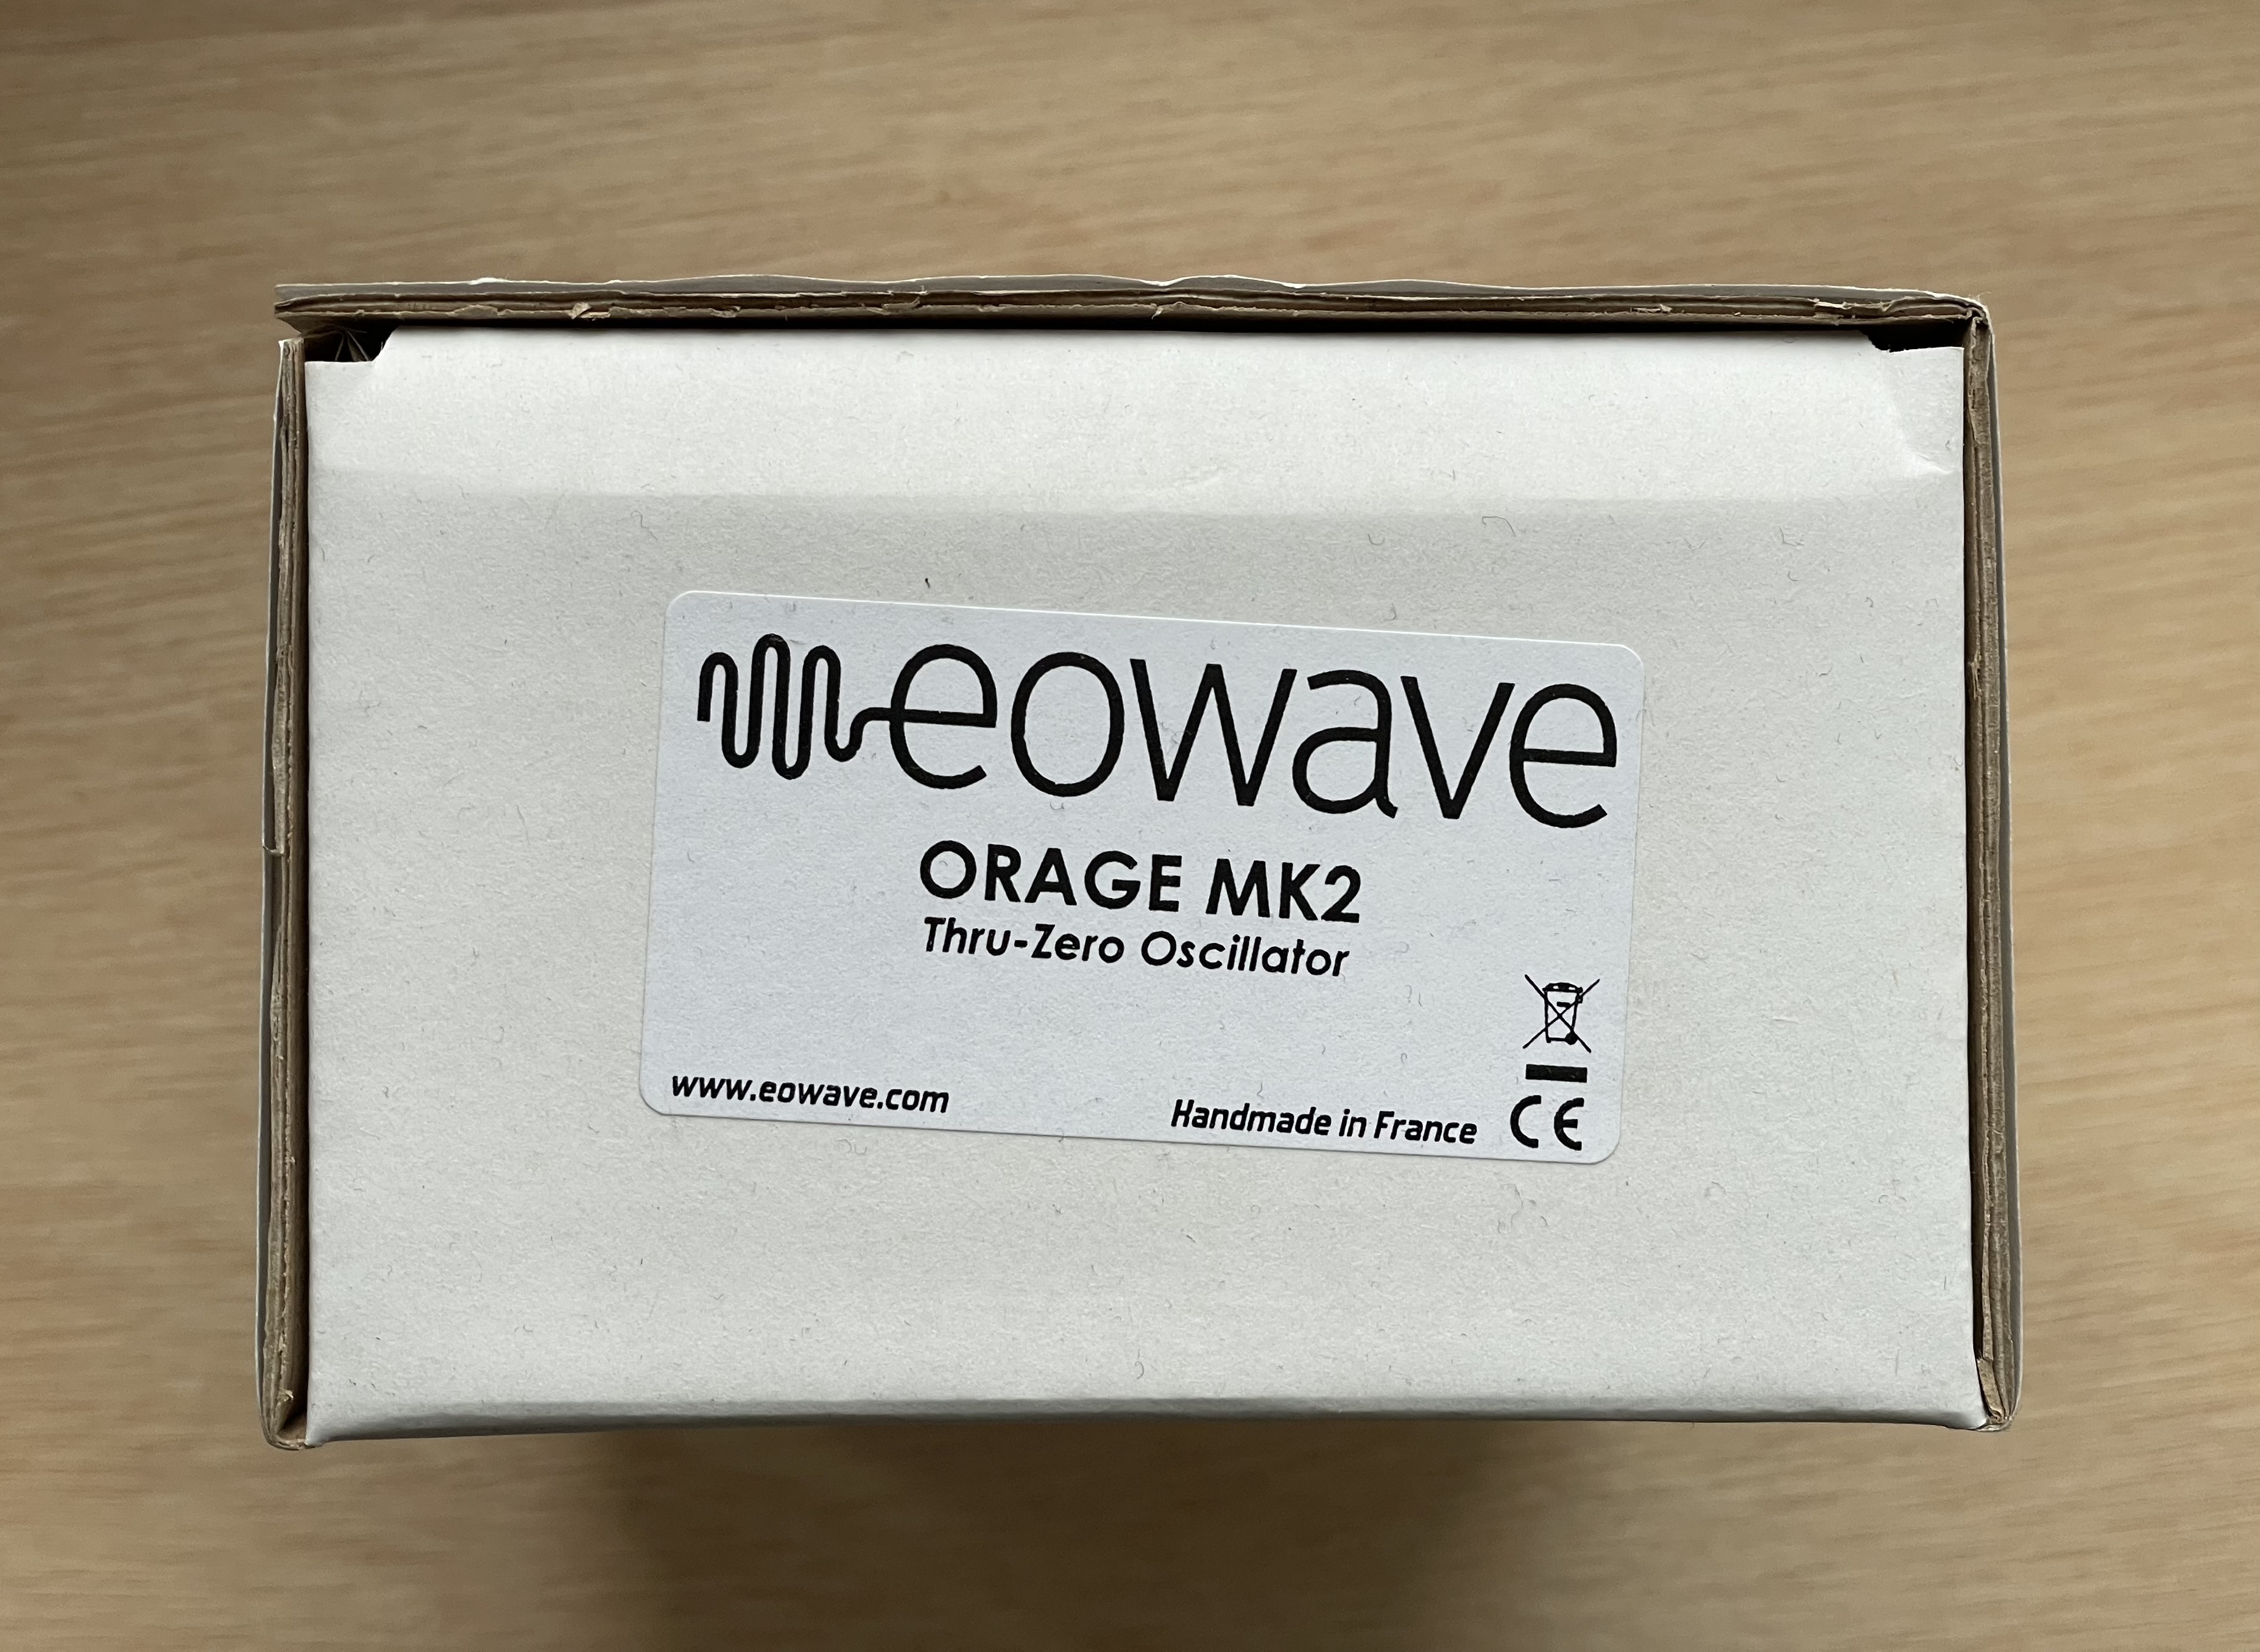 eowave
ORAGE MK2
Thru-Zero Oscillator
www.eowave.com
Handmade in France
CE